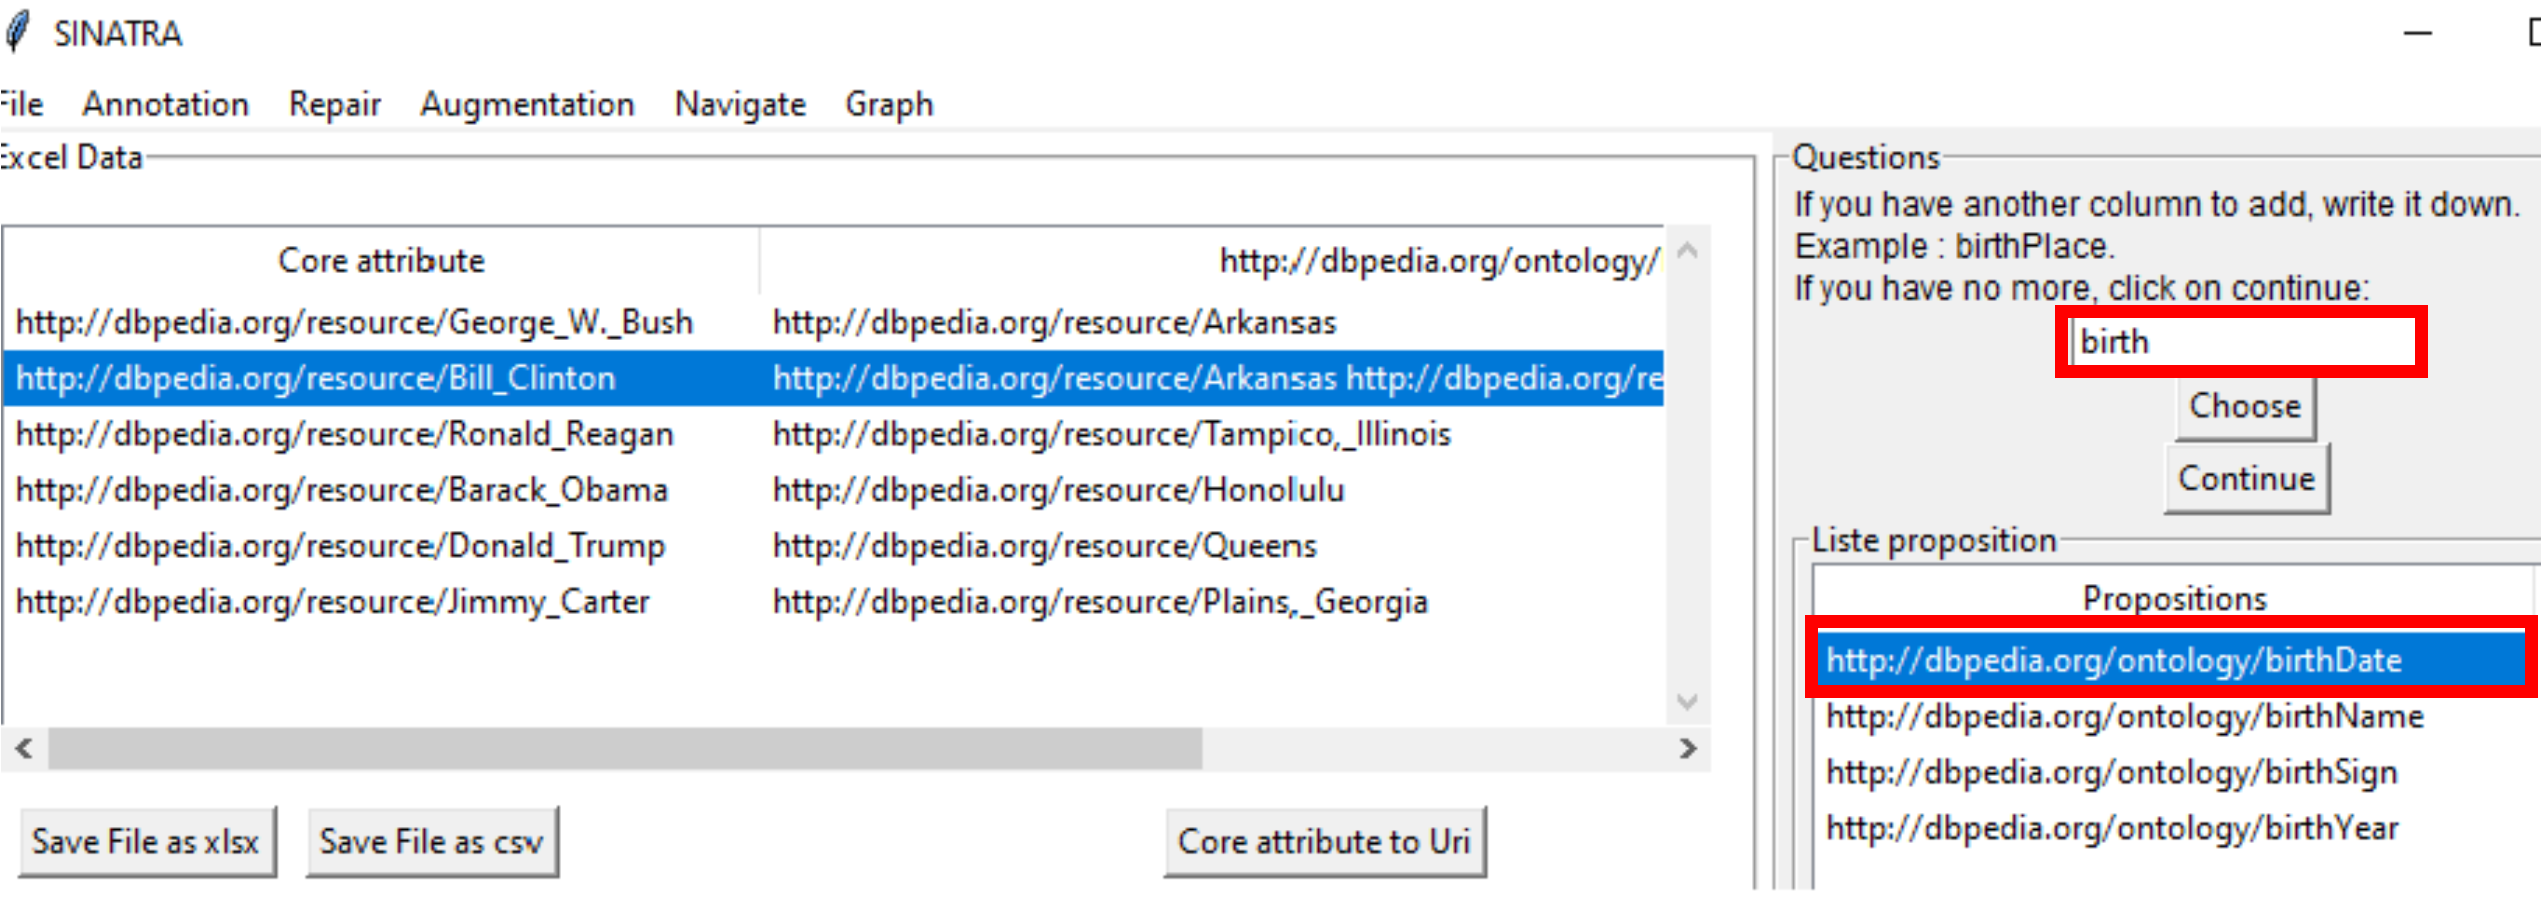 SINATRA
File Annotation Repair Augmentation Navigate Graph
Excel Data
Core attribute http://dbpedia.org/ontology/
http://dbpedia.org/resource/George_W._Bush http://dbpedia.org/resource/Arkansas
http://dbpedia.org/resource/Bill_Clinton http://dbpedia.org/resource/Arkansas http://dbpedia.org/re
http://dbpedia.org/resource/Ronald_Reagan http://dbpedia.org/resource/Tampico,_Illinois
http://dbpedia.org/resource/Barack_Obama http://dbpedia.org/resource/Honolulu
http://dbpedia.org/resource/Donald_Trump http://dbpedia.org/resource/Queens
http://dbpedia.org/resource/Jimmy_Carter http://dbpedia.org/resource/Plains,_Georgia
Save File as xlsx Save File as csv Core attribute to Uri
Questions
If you have another column to add, write it down.
Example : birthPlace.
If you have no more, click on continue:
birth
Choose
Continue
Liste proposition
Propositions
http://dbpedia.org/ontology/birthDate
http://dbpedia.org/ontology/birthName
http://dbpedia.org/ontology/birthSign
http://dbpedia.org/ontology/birthYear